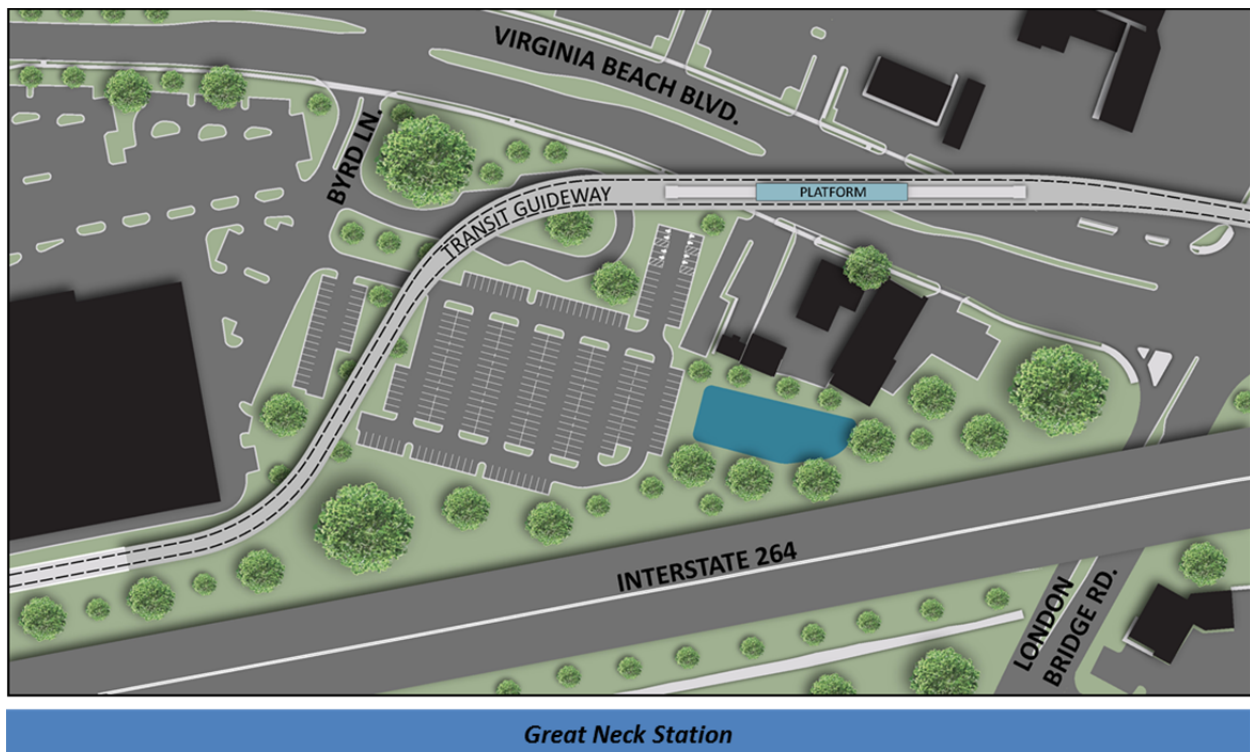 VIRGINIA BEACH BLVD.
BYRD LN.
TRANSIT GUIDEWAY
PLATFORM
INTERSTATE 264
LONDON
BRIDGE RD.
Great Neck Station